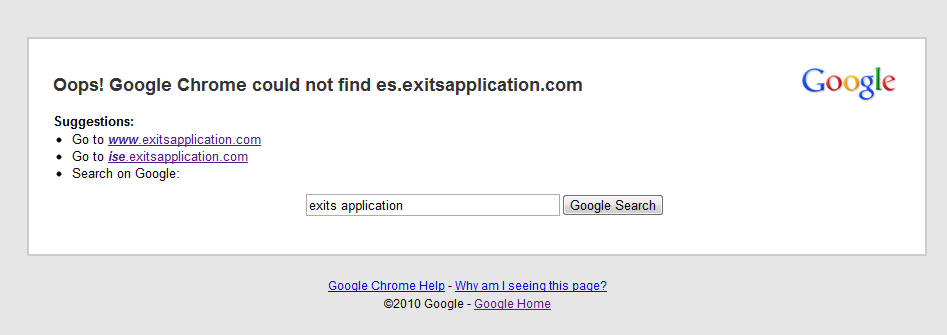 Oops! Google Chrome could not find es.exitsapplication.com
Google
Suggestions:
Go to www.exitsapplication.com
Go to ise.exitsapplication.com
Search on Google:
exits application
Google Search
Google Chrome Help - Why am I seeing this page?
©2010 Google - Google Home